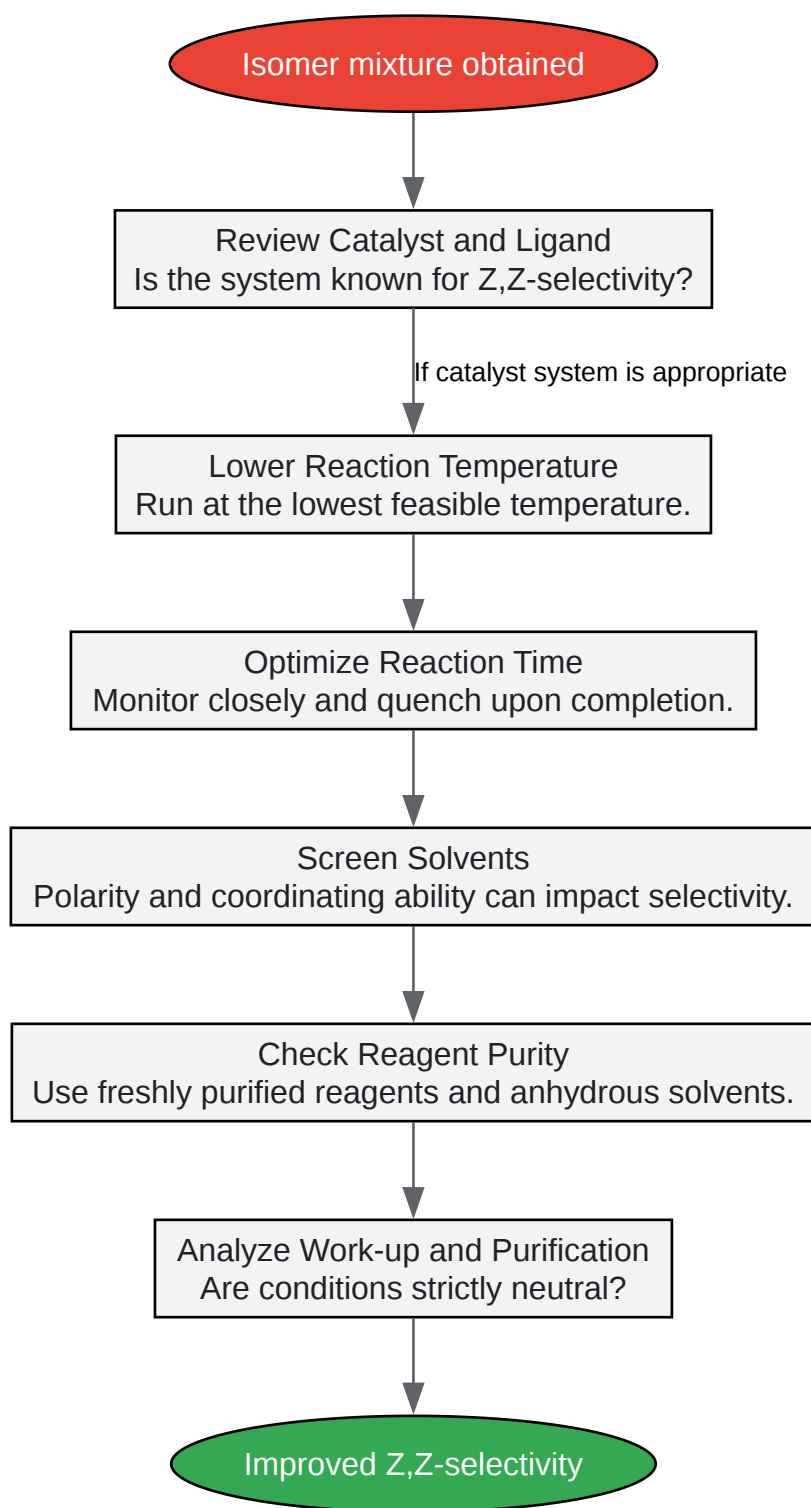 Isomer mixture obtained
Review Catalyst and Ligand
Is the system known for Z,Z-selectivity?
If catalyst system is appropriate
Lower Reaction Temperature
Run at the lowest feasible temperature.
Optimize Reaction Time
Monitor closely and quench upon completion.
Screen Solvents
Polarity and coordinating ability can impact selectivity.
Check Reagent Purity
Use freshly purified reagents and anhydrous solvents.
Analyze Work-up and Purification
Are conditions strictly neutral?
Improved Z,Z-selectivity